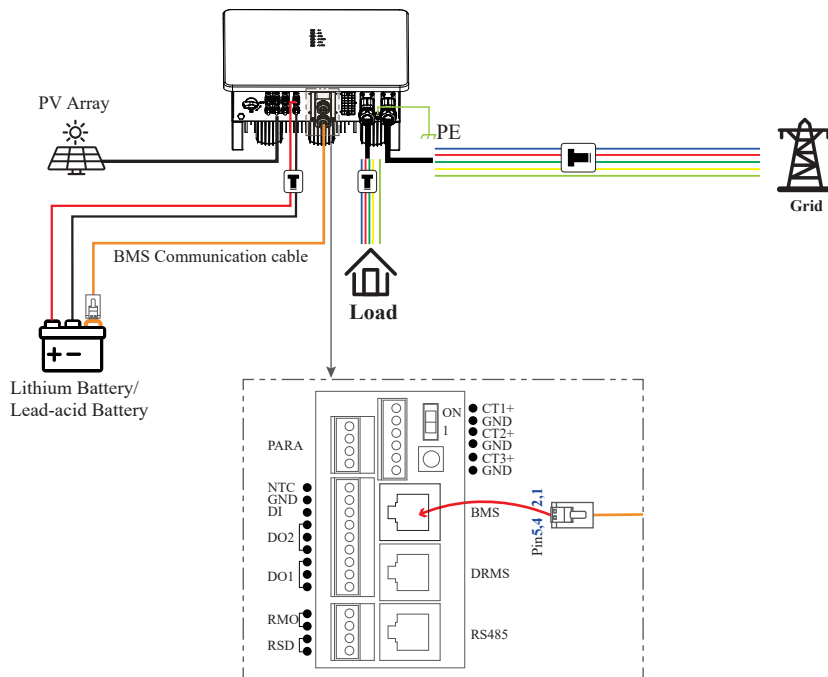 PV Array
PE
Grid
BMS Communication cable
Load
Lithium Battery/
Lead-acid Battery
ON
1
CT1+
GND
CT2+
GND
CT3+
GND
PARA
NTC
GND
DI
DO2
DO1
RMO
RSD
BMS
DRMS
RS485
Pin5,4 2,1